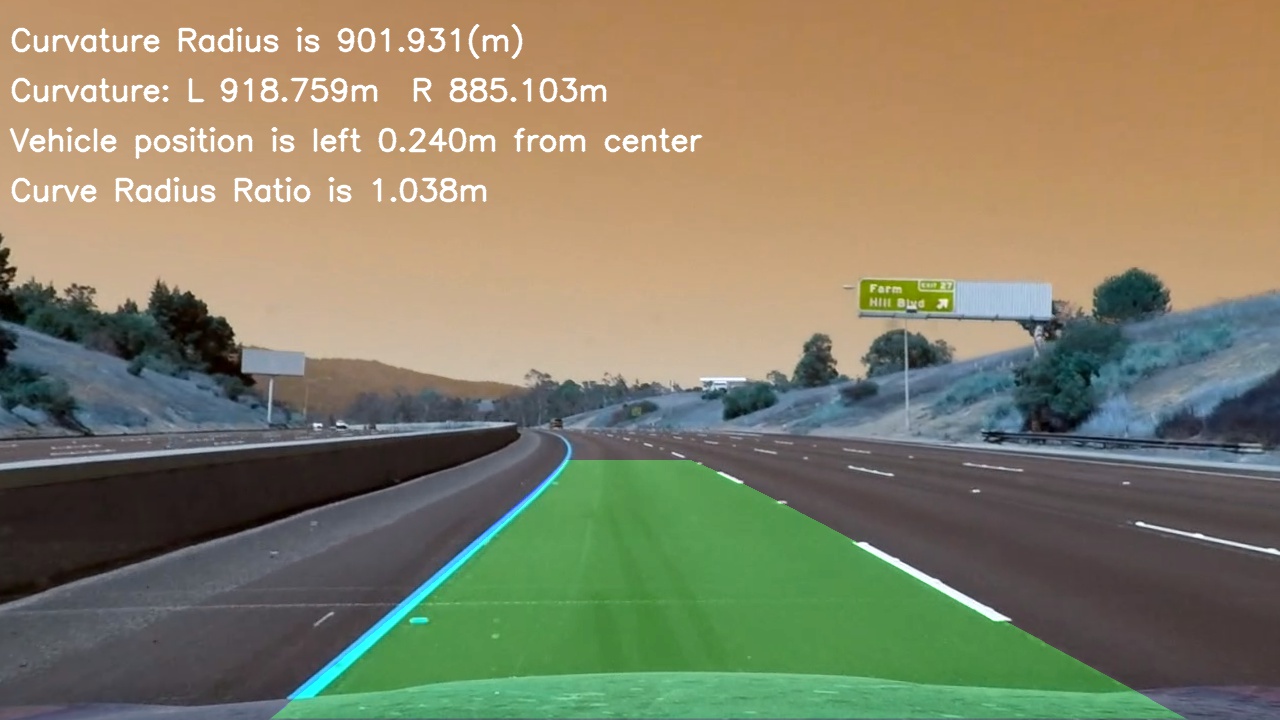 Curvature Radius is 901.931(m)
Curvature: L 918.759m R 885.103m
Vehicle position is left 0.240m from center
Curve Radius Ratio is 1.038m
EXIT 27
Farm
Hill Blvd